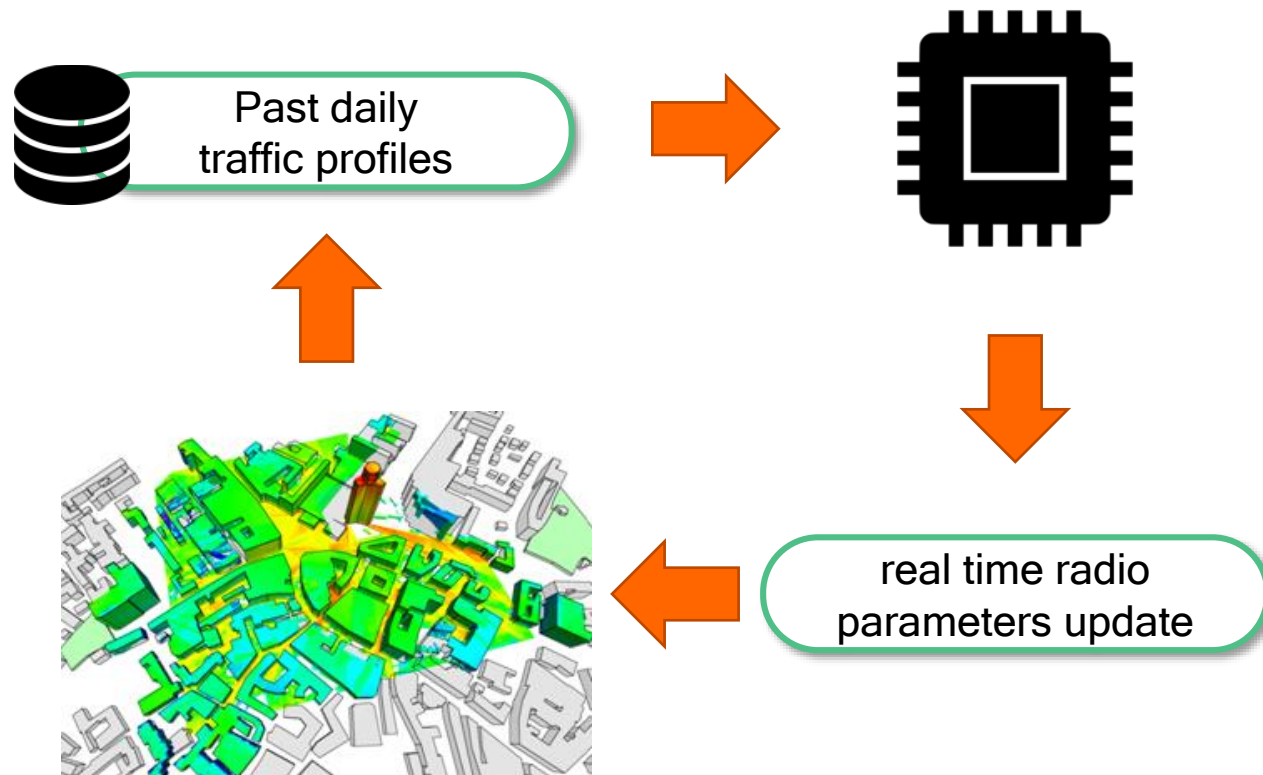 Past daily
traffic profiles
real time radio
parameters update